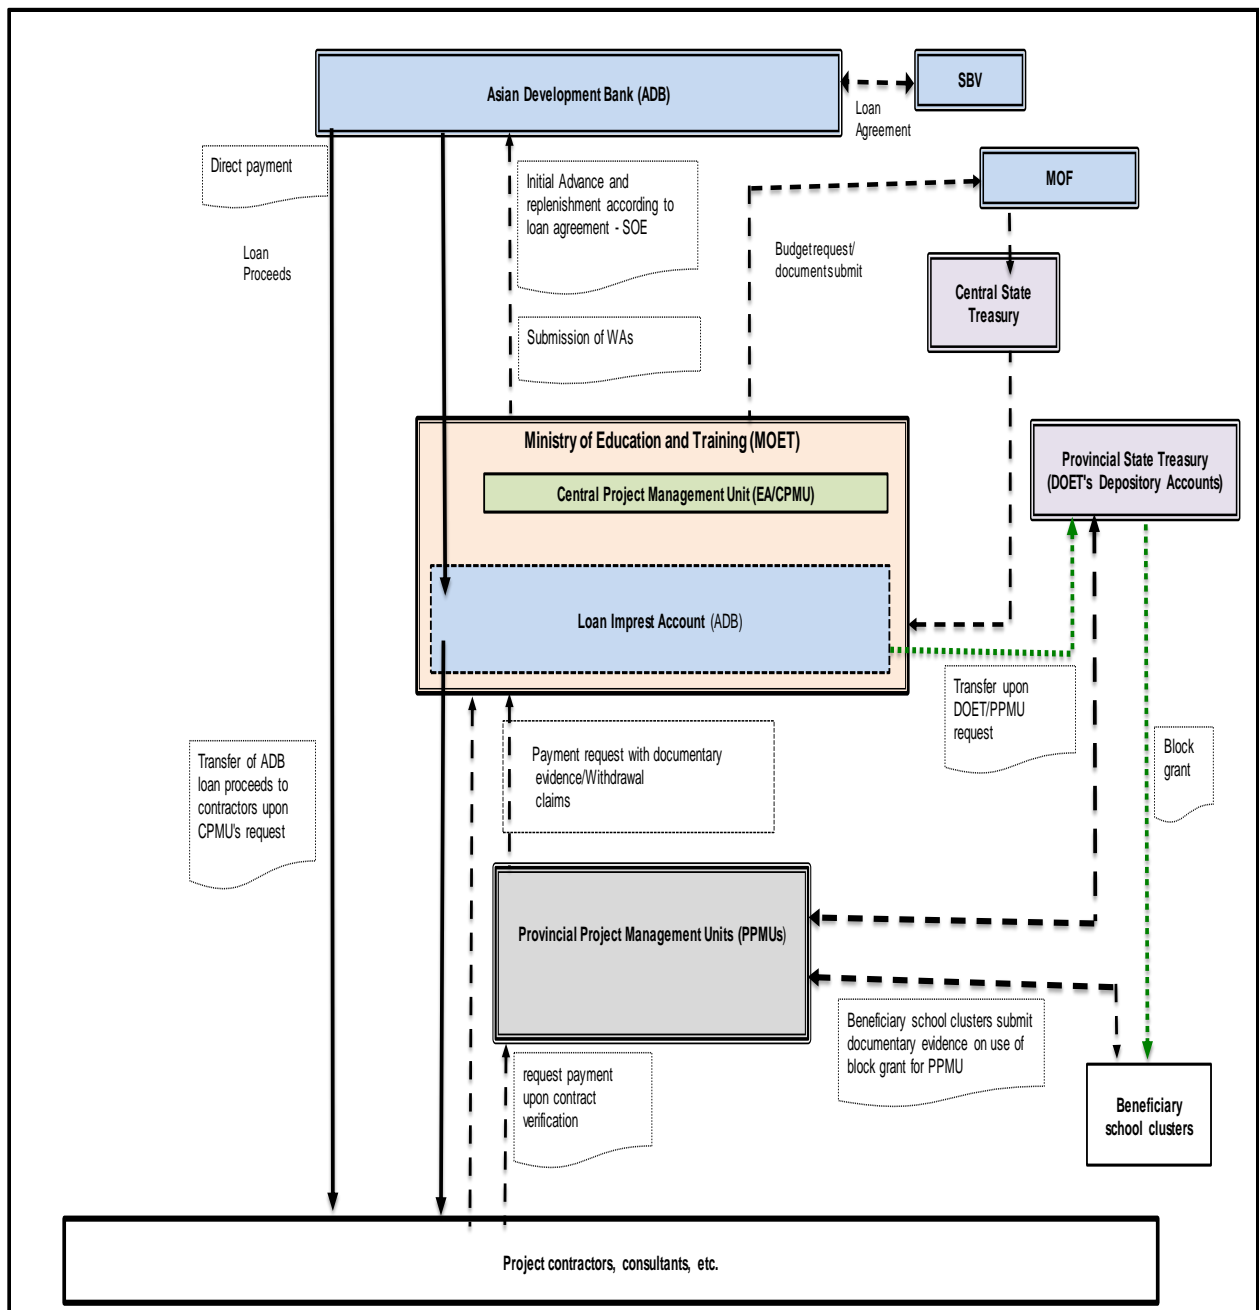 Asian Development Bank (ADB)
SBV
Loan
Agreement
Direct payment
Initial Advance and
replenishment according to
loan agreement - SOE
MOF
Loan
Proceeds
Budget request/
document submit
Central State
Treasury
Submission of WAs
Ministry of Education and Training (MOET)
Central Project Management Unit (EA/CPMU)
Provincial State Treasury
(DOET's Depository Accounts)
Loan Imprest Account (ADB)
Transfer upon
DOET/PPMU
request
Transfer of ADB
loan proceeds to
contractors upon
CPMU's request
Payment request with documentary
evidence/Withdrawal
claims
Block
grant
Provincial Project Management Units (PPMUs)
Beneficiary school clusters submit
documentary evidence on use of
block grant for PPMU
request payment
upon contract
verification
Beneficiary
school clusters
Project contractors, consultants, etc.